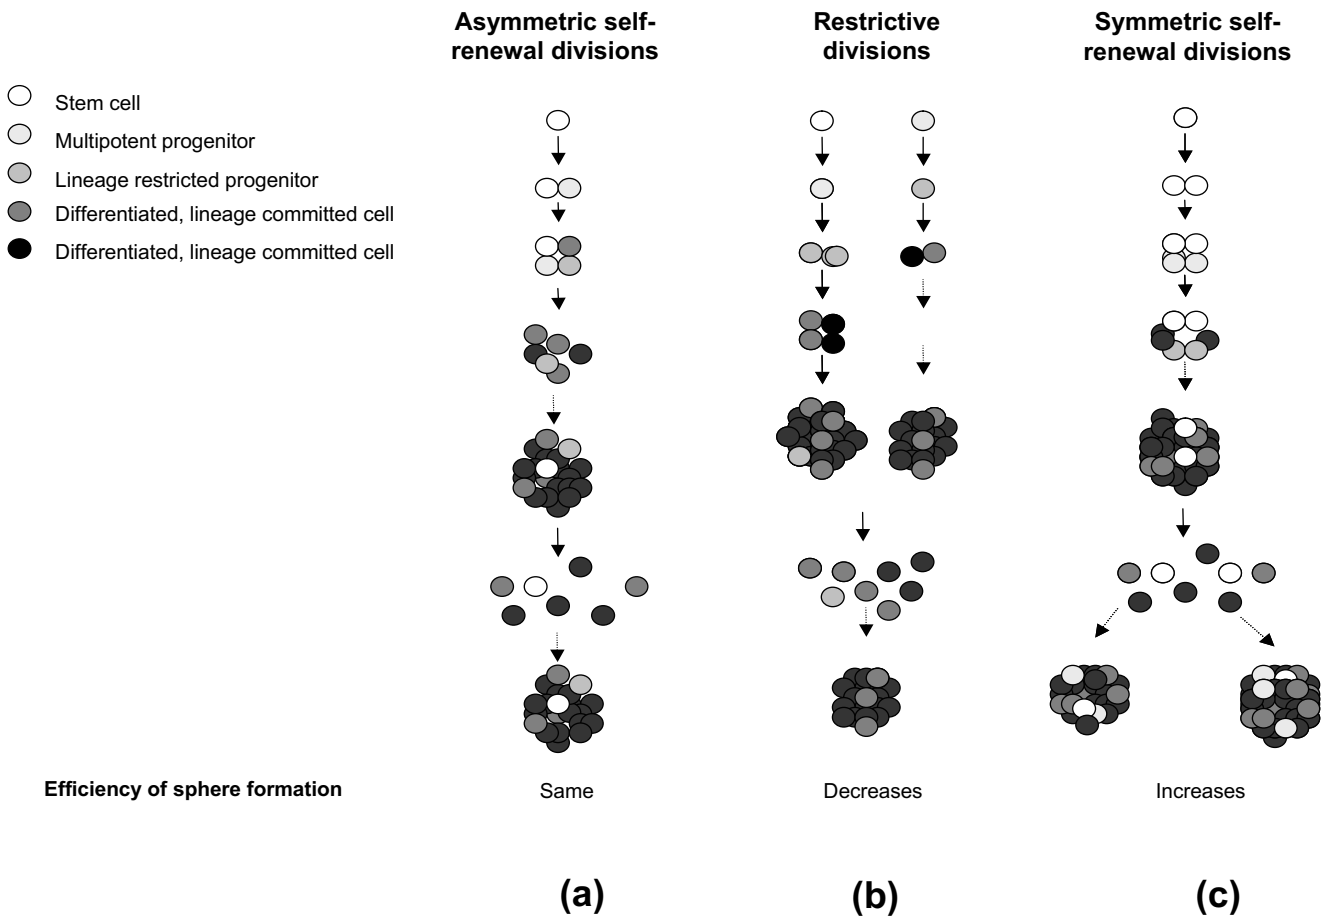 Asymmetric self-
renewal divisions
Restrictive
divisions
Symmetric self-
renewal divisions
Stem cell
Multipotent progenitor
Lineage restricted progenitor
Differentiated, lineage committed cell
Differentiated, lineage committed cell
Efficiency of sphere formation
Same
Decreases
Increases
(a)
(b)
(c)